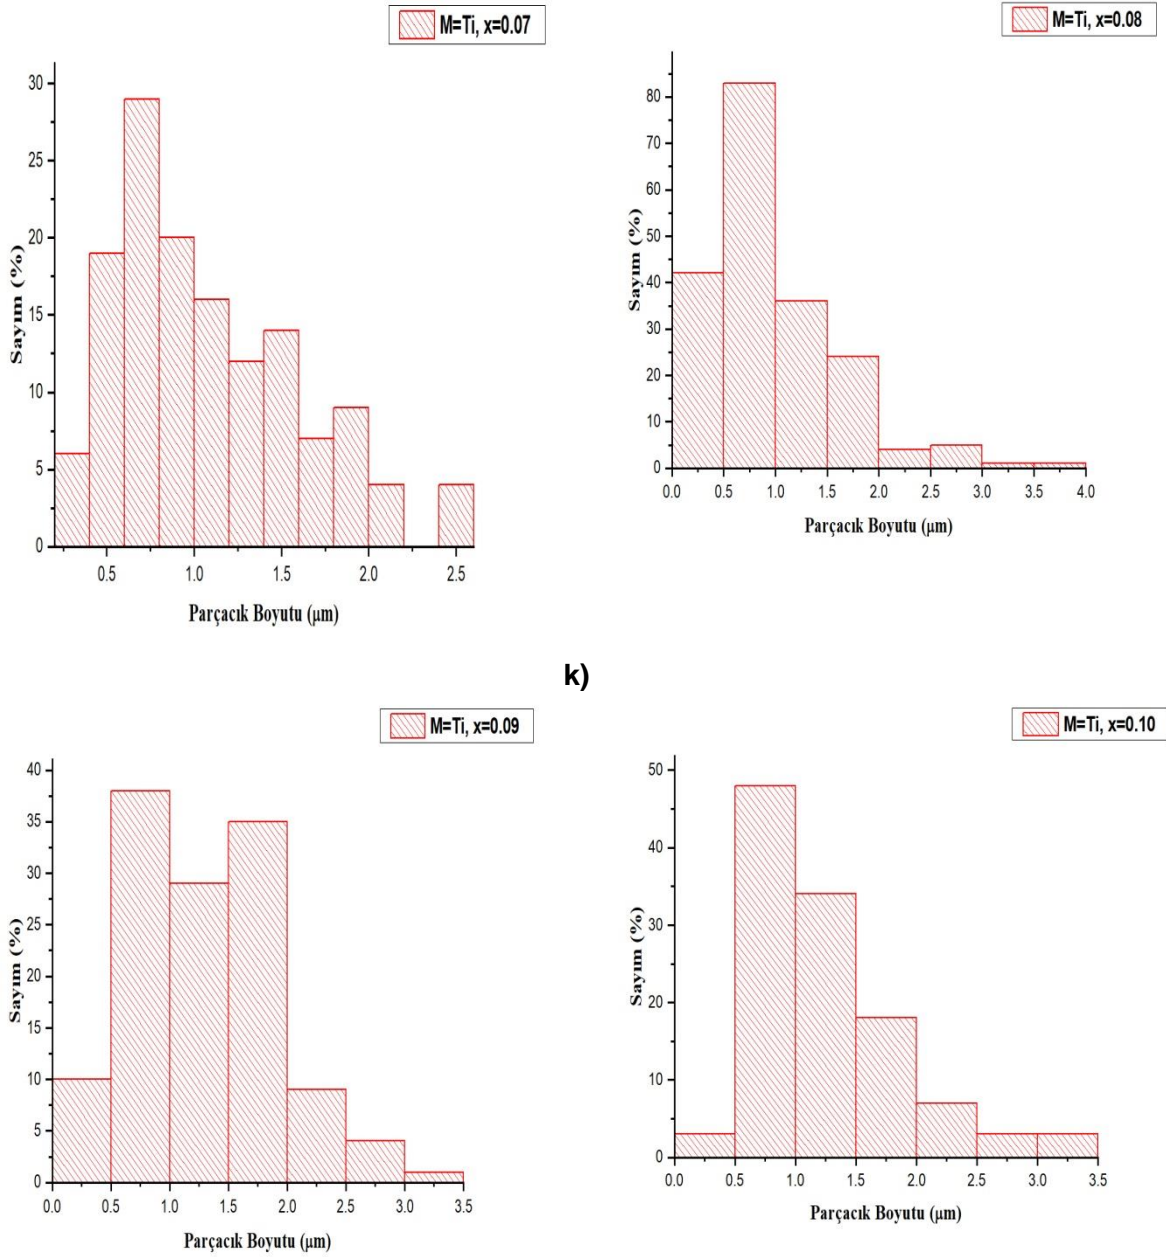 M=Ti, x=0.07
30
25
20
15
10
5
0
Sayım (%)
0.5 1.0 1.5 2.0 2.5
Parçacık Boyutu (μm)
M=Ti, x=0.08
80
70
60
50
40
30
20
10
0
Sayım (%)
0.0 0.5 1.0 1.5 2.0 2.5 3.0 3.5 4.0
Parçacık Boyutu (μm)
k)
M=Ti, x=0.09
40
35
30
25
20
15
10
5
0
Sayım (%)
0.0 0.5 1.0 1.5 2.0 2.5 3.0 3.5
Parçacık Boyutu (μm)
M=Ti, x=0.10
50
40
30
20
10
0
Sayım (%)
0.0 0.5 1.0 1.5 2.0 2.5 3.0 3.5
Parçacık Boyutu (μm)